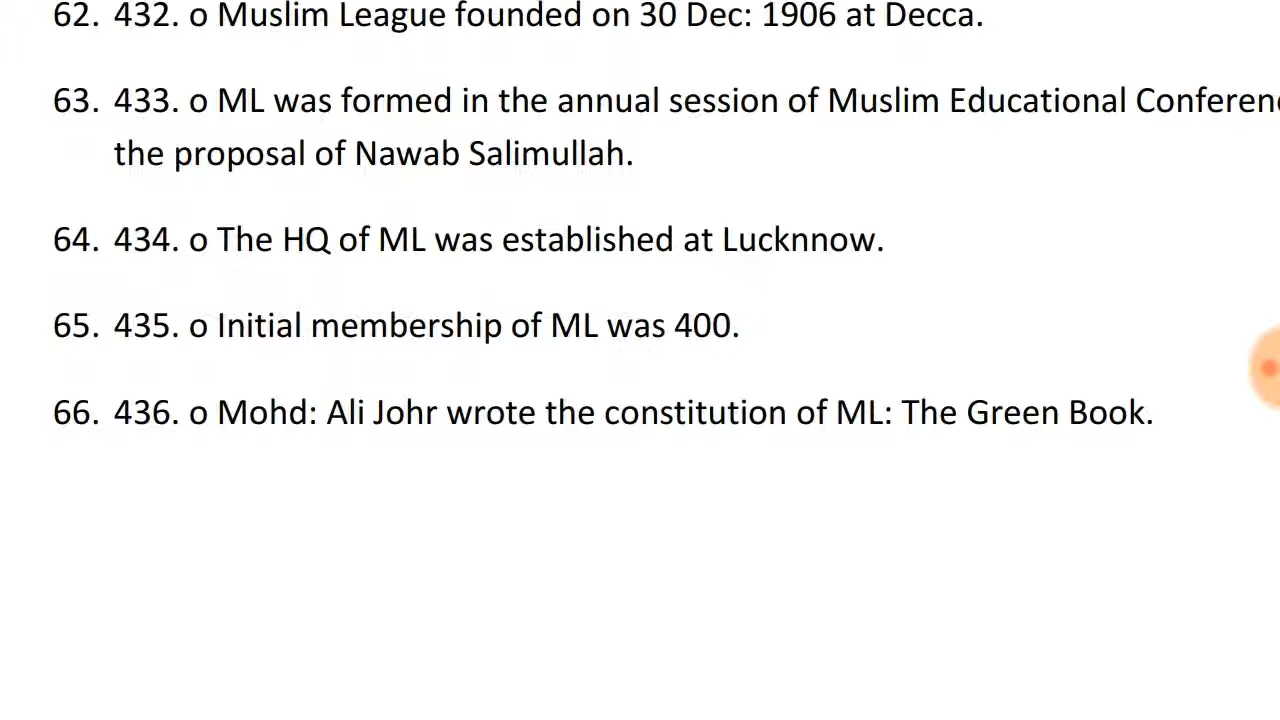 62. 432. o Muslim League founded on 30 Dec: 1906 at Decca.
63. 433. o ML was formed in the annual session of Muslim Educational
the proposal of Nawab Salimullah.
64. 434. o The HQ of ML was established at Lucknnow.
65. 435. o Initial membership of ML was 400.
66. 436. o Mohd: Ali Johr wrote the constitution of ML: The Green Book.